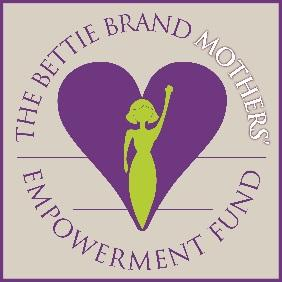 THE BETTIE BRAND MOTHERS'
EMPOWERMENT FUND